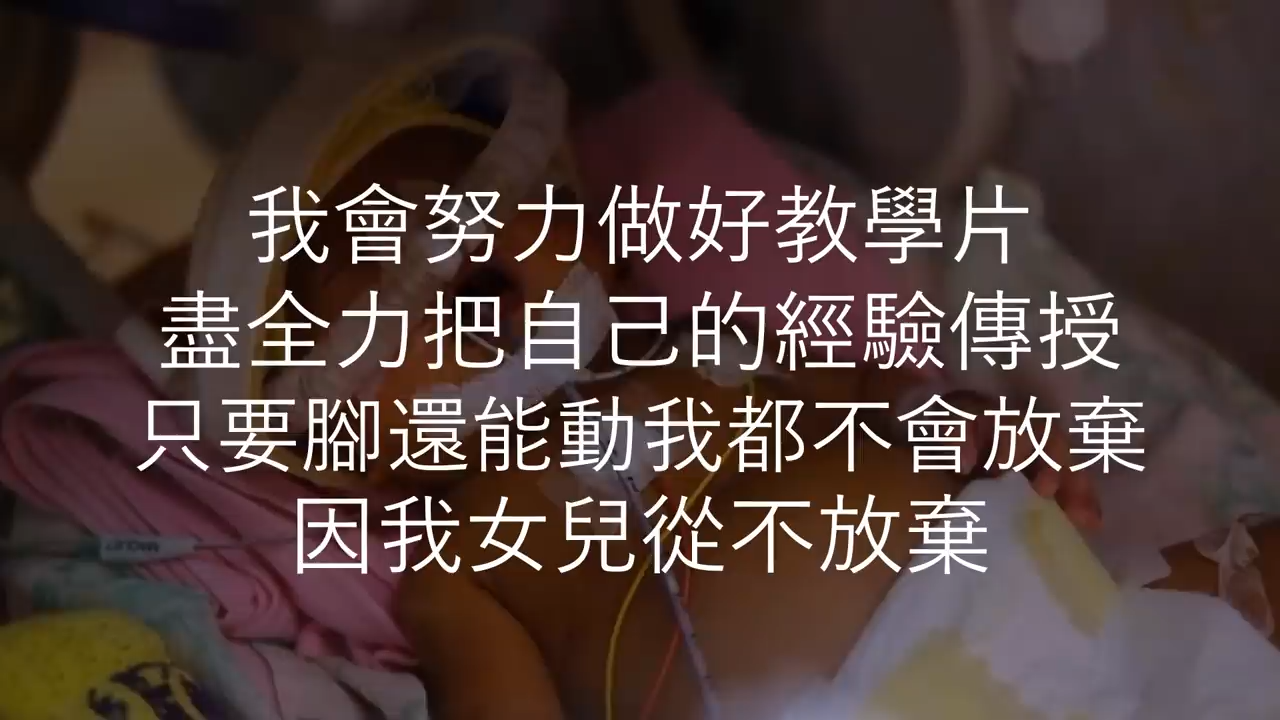 我會努力做好教學片
盡全力把自己的經驗傳授
只要腳還能動我都不會放棄
因我女兒從不放棄
MAQUET